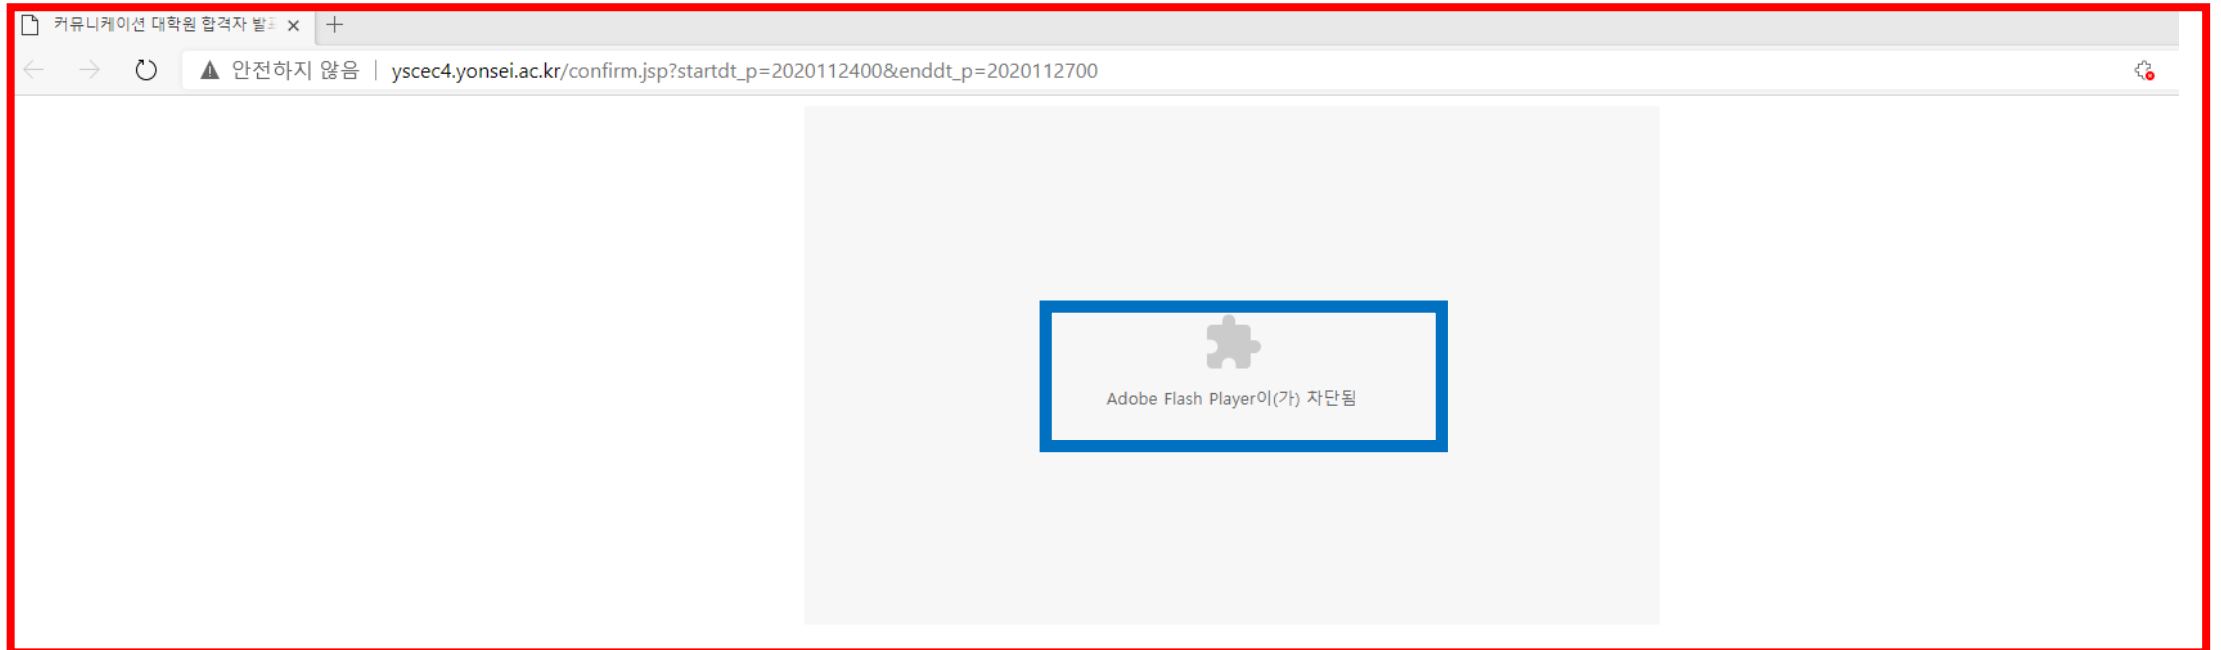 커뮤니케이션 대학원 합격자 발표
안전하지 않음 | yscec4.yonsei.ac.kr/confirm.jsp?startdt_p=2020112400&enddt_p=2020112700
Adobe Flash Player이(가) 차단됨